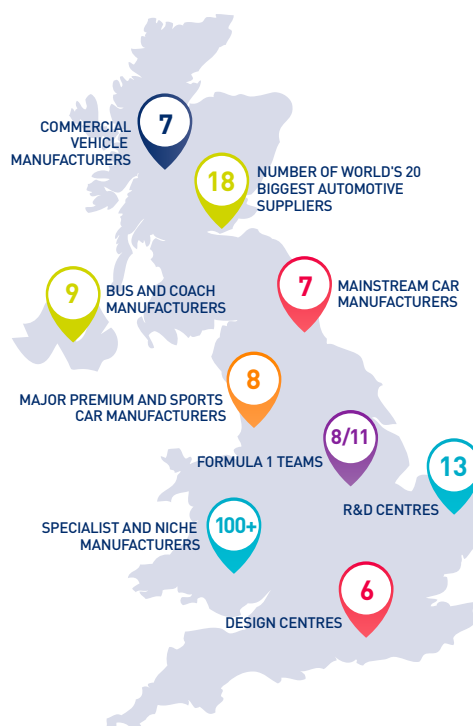 7
COMMERCIAL
VEHICLE
MANUFACTURERS
18
NUMBER OF WORLD'S 20
BIGGEST AUTOMOTIVE
SUPPLIERS
9
BUS AND COACH
MANUFACTURERS
7
MAINSTREAM CAR
MANUFACTURERS
8
MAJOR PREMIUM AND SPORTS
CAR MANUFACTURERS
8/11
FORMULA 1 TEAMS
13
R&D CENTRES
100+
SPECIALIST AND NICHE
MANUFACTURERS
6
DESIGN CENTRES